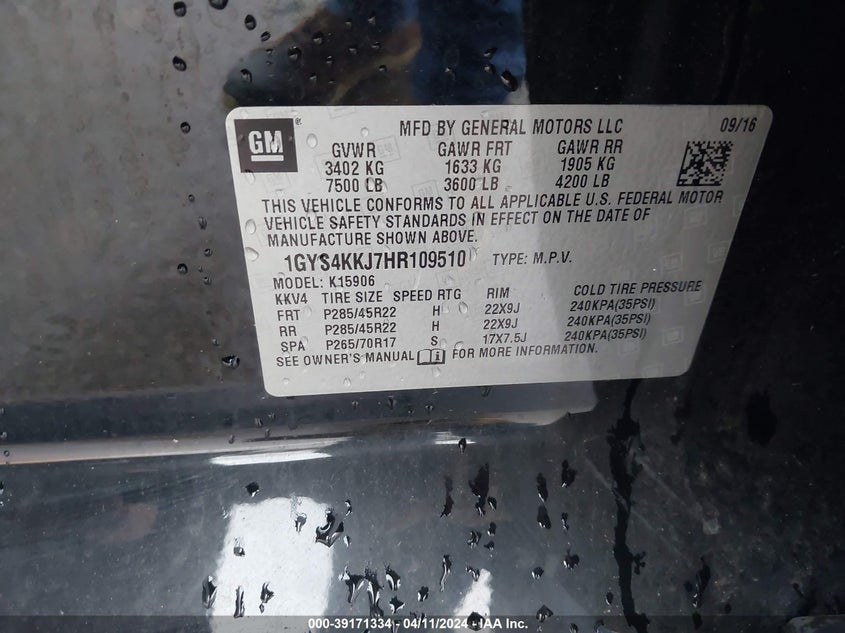 GM ®
MFD BY GENERAL MOTORS LLC 09/16
GVWR GAWR FRT GAWR RR
3402 KG 1633 KG 1905 KG
7500 LB 3600 LB 4200 LB
THIS VEHICLE CONFORMS TO ALL APPLICABLE U.S. FEDERAL MOTOR
VEHICLE SAFETY STANDARDS IN EFFECT ON THE DATE OF
MANUFACTURE SHOWN ABOVE.
1GYS4KKJ7HR109510 TYPE: M.P.V.
MODEL: K15906
KKV4 TIRE SIZE SPEED RTG RIM COLD TIRE PRESSURE
FRT P285/45R22 H 22X9J 240KPA(35PSI)
RR P285/45R22 H 22X9J 240KPA(35PSI)
SPA P265/70R17 S 17X7.5J 240KPA(35PSI)
SEE OWNER'S MANUAL FOR MORE INFORMATION.
000-39171334 - 04/11/2024 - IAA Inc.